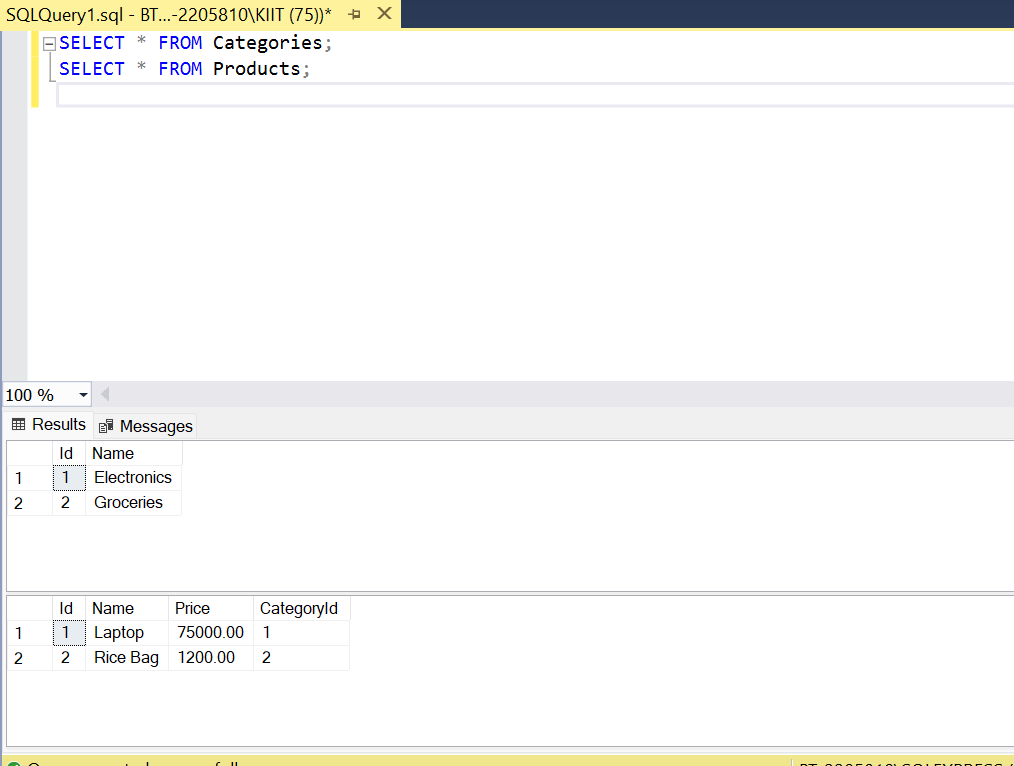 SQLQuery1.sql - BT...-2205810\KIIT (75))*
SELECT * FROM Categories;
SELECT * FROM Products;
100 %
Results Messages
Id Name
1 1 Electronics
2 2 Groceries
Id Name Price CategoryId
1 1 Laptop 75000.00 1
2 2 Rice Bag 1200.00 2